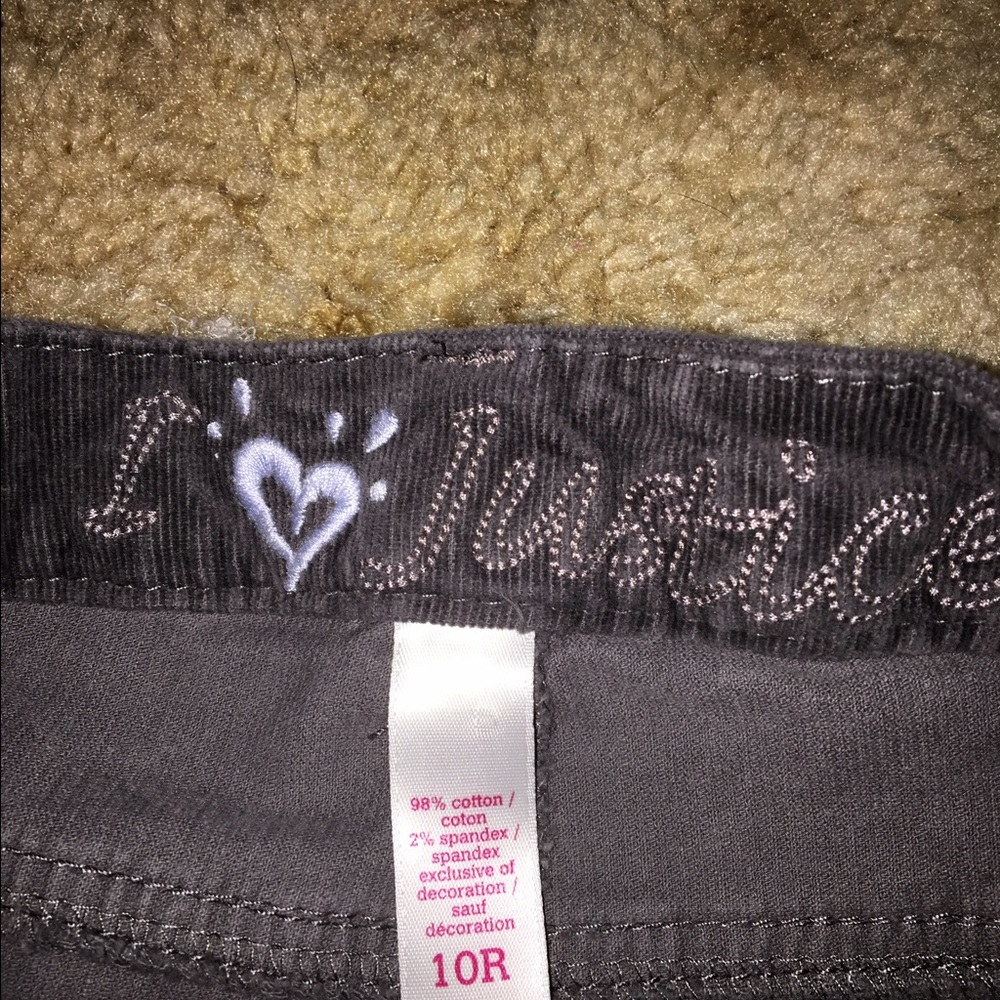 I Justice
98% cotton /
coton
2% spandex /
spandex
exclusive of
decoration /
sauf
décoration
10R